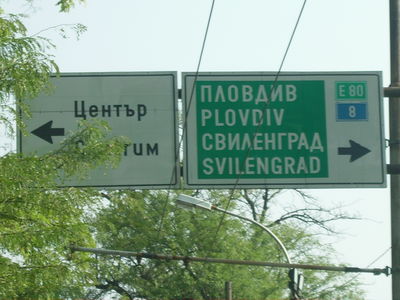 Център
ПЛОВДИВ
PLOVDIV
СВИЛЕНГРАД
SVILENGRAD
E 80
8